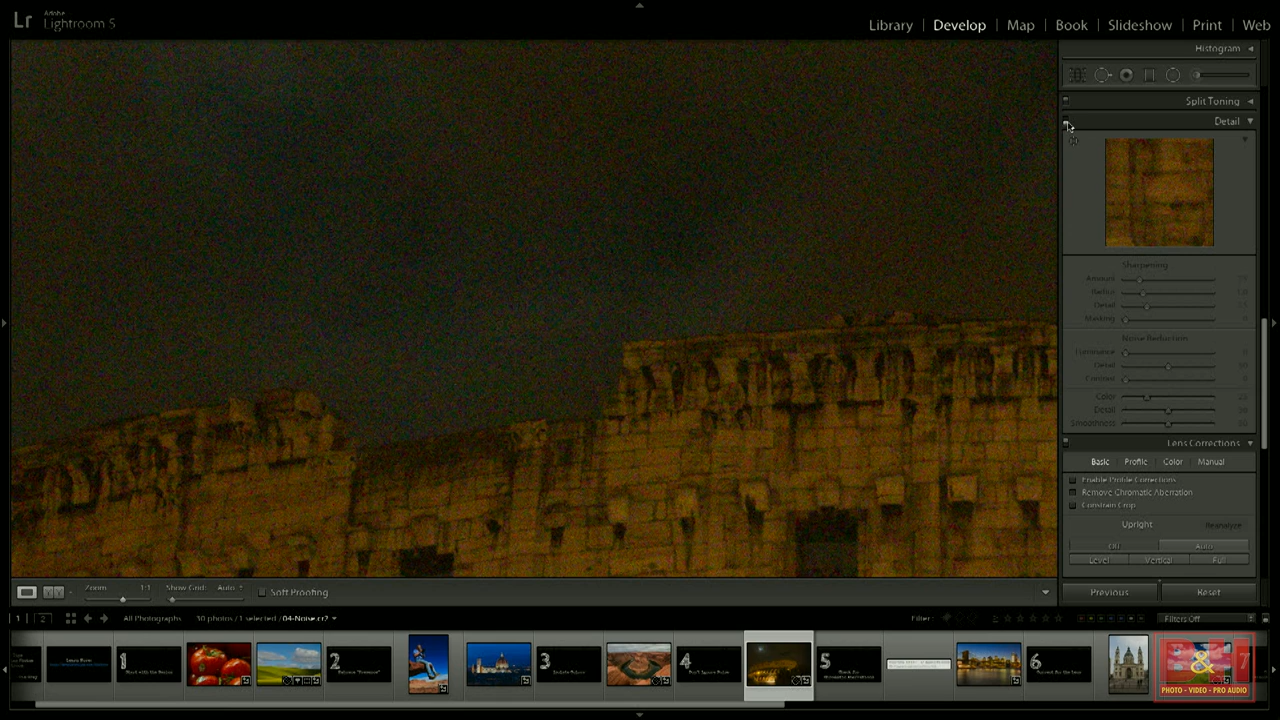 Lr
Adobe
Lightroom 5
Library
Develop
Map
Book
Slideshow
Print
Web
Histogram
Split Toning
Detail
Sharpening
Amount
Radius
Detail
Masking
Noise Reduction
Luminance
Detail
Contrast
Color
Detail
Smoothness
Lens Corrections
Basic Profile Color Manual
Enable Profile Corrections
Remove Chromatic Aberration
Constrain Crop
Upright Reanalyze
Off Auto
Level Vertical Full
Zoom 1:1 Show Grid: Auto Soft Proofing
Previous Reset
1 2 All Photographs 30 photos / 1 selected / 04-Noise.cr2 Filter: Filters Off
1
2
3
4
5
6
7
B&H
PHOTO - VIDEO - PRO AUDIO